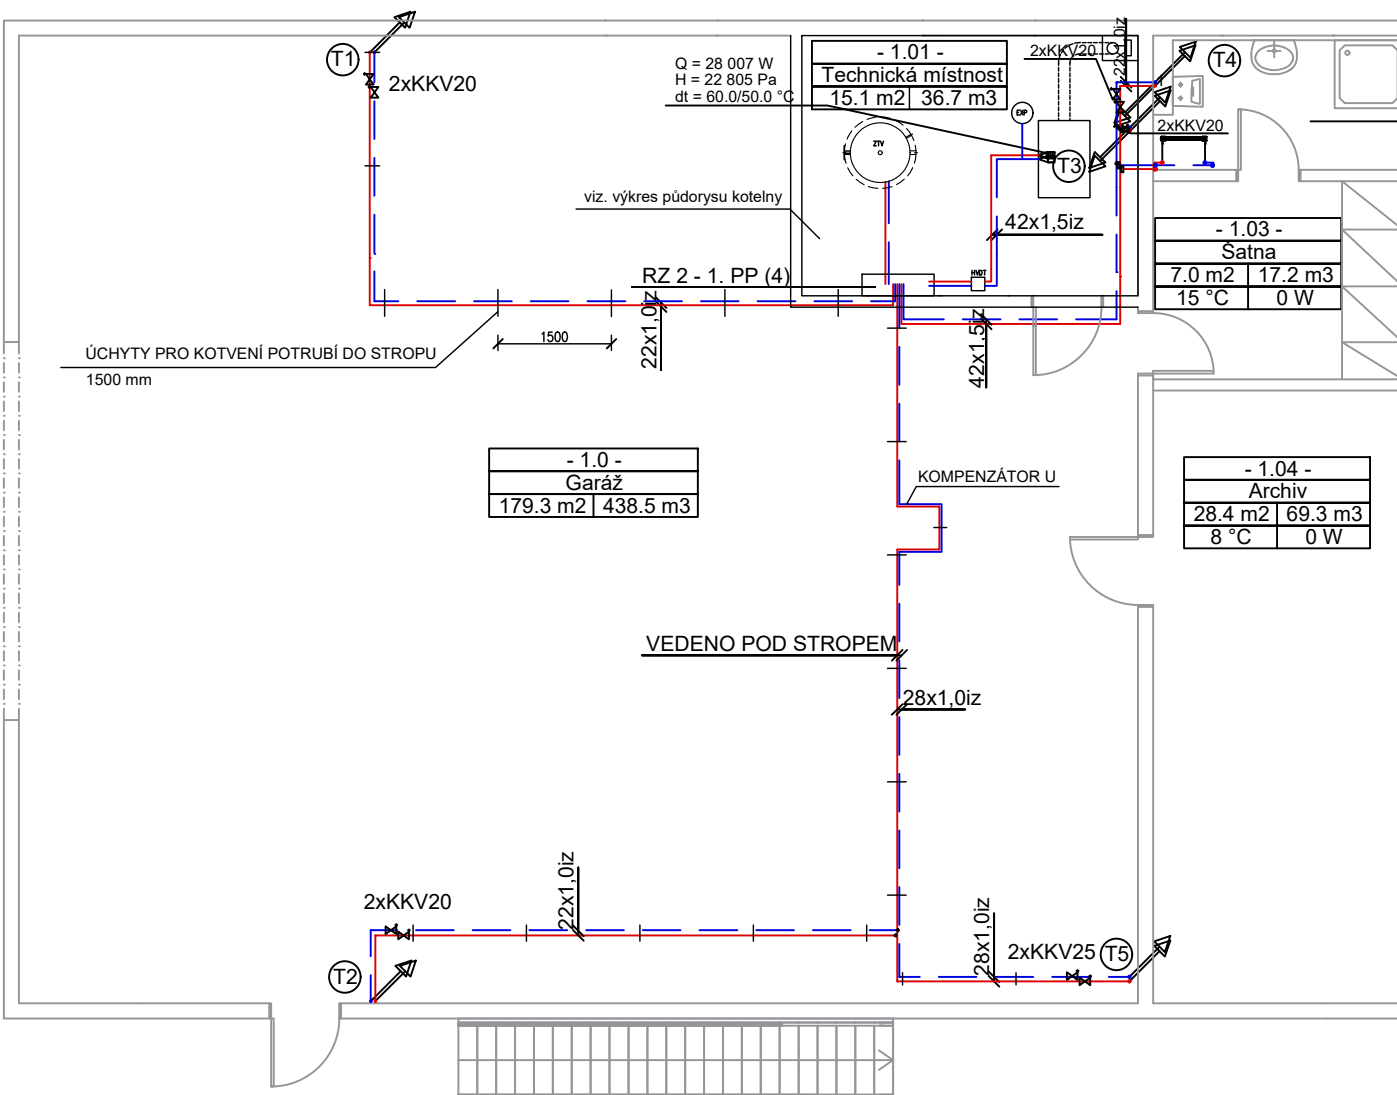 T1
2xKKV20
Q = 28 007 W
H = 22 805 Pa
dt = 60.0/50.0 °C
- 1.01 -
Technická místnost
15.1 m2 36.7 m3
2xKKV20
22x1,0iz
T4
EXP
2xKKV20
ZTV
T3
viz. výkres půdorysu kotelny
42x1,5iz
- 1.03 -
Šatna
7.0 m2 17.2 m3
15 °C 0 W
RZ 2 - 1. PP (4)
HVDT
22x1,0iz
42x1,5iz
1500
ÚCHYTY PRO KOTVENÍ POTRUBÍ DO STROPU
1500 mm
- 1.0 -
Garáž
179.3 m2 438.5 m3
KOMPENZÁTOR U
- 1.04 -
Archiv
28.4 m2 69.3 m3
8 °C 0 W
VEDENO POD STROPEM
28x1,0iz
22x1,0iz
2xKKV20
28x1,0iz
2xKKV25
T5
T2